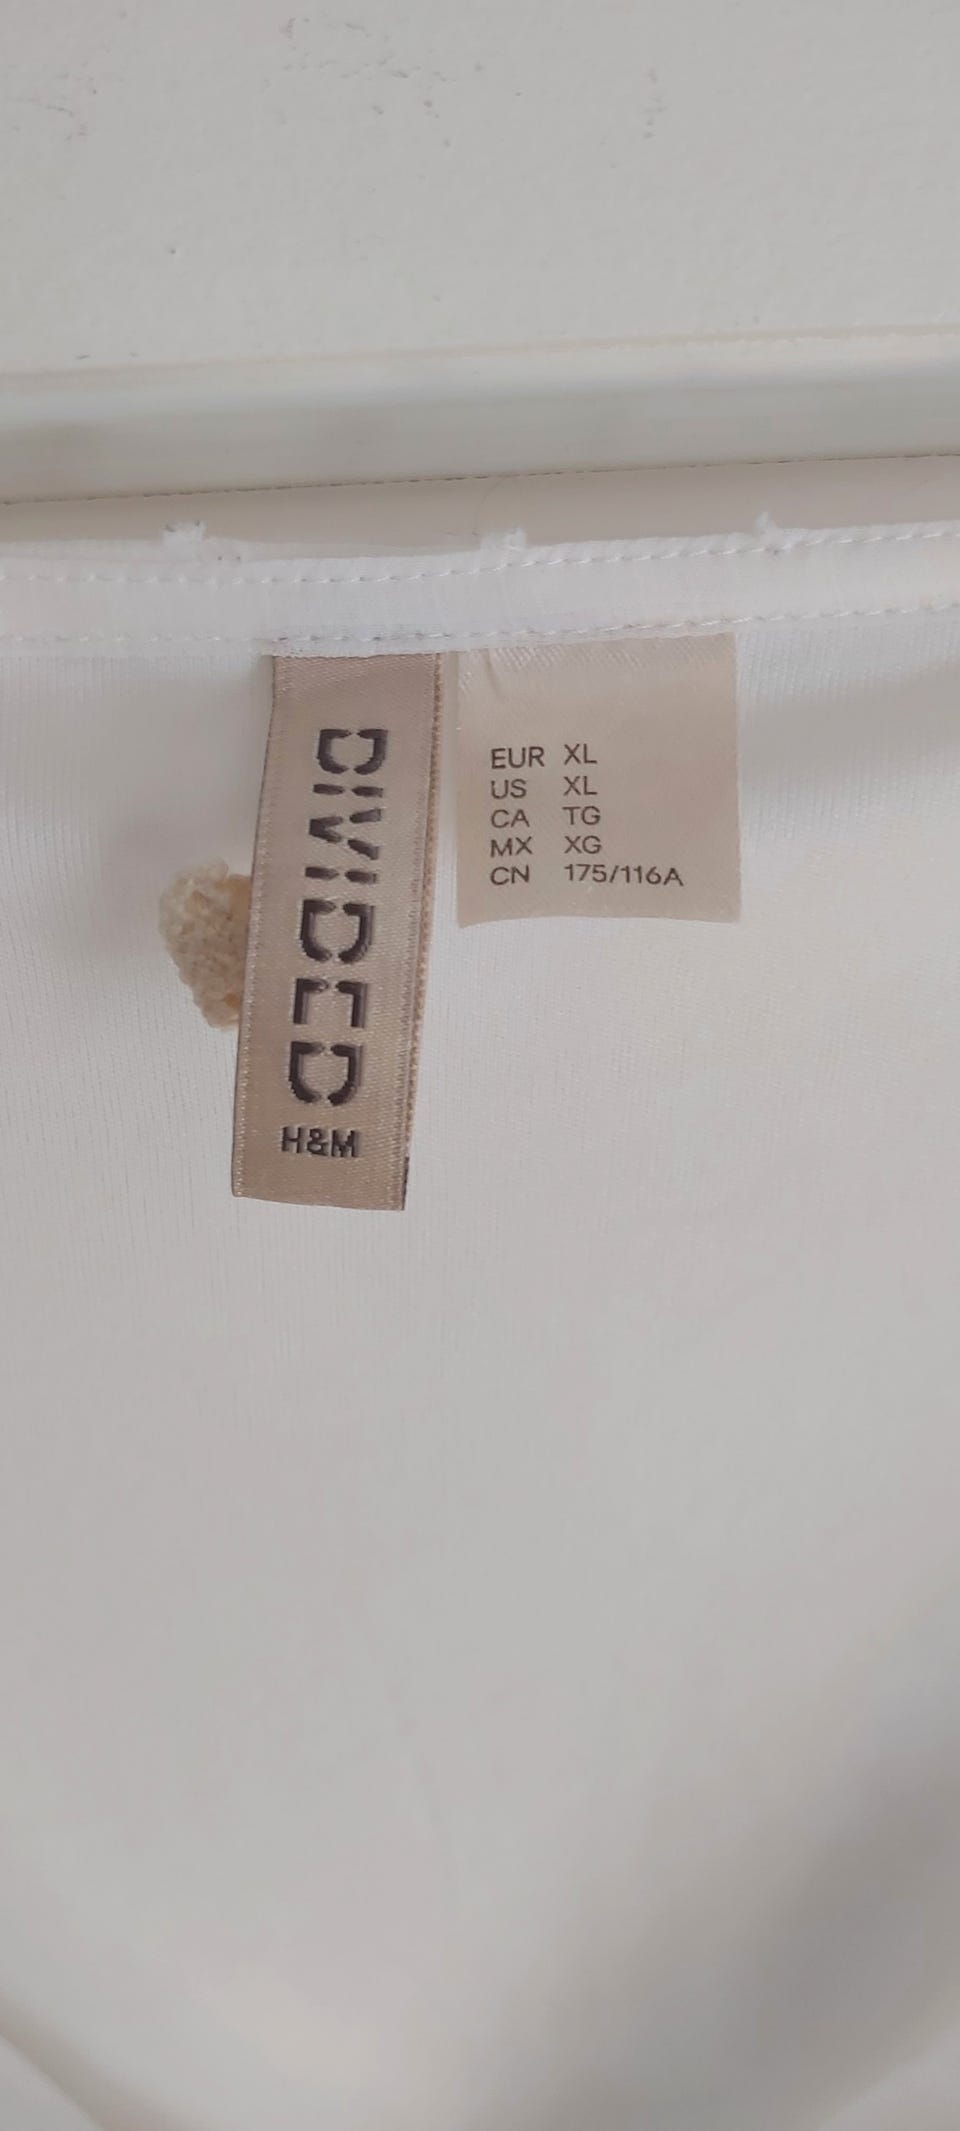 DIVIDED
H&M
EUR XL
US XL
CA TG
MX XG
CN 175/116A